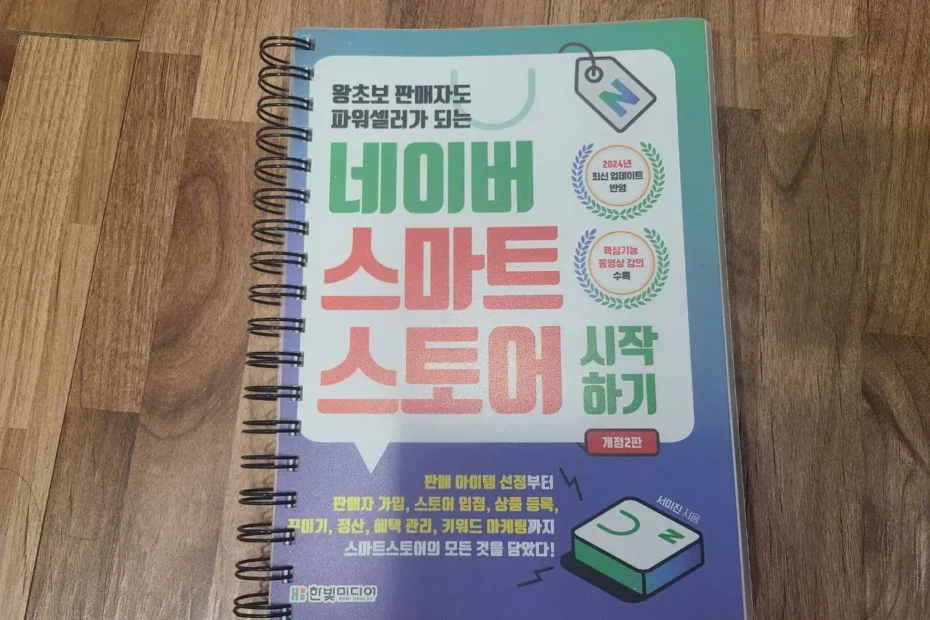 왕초보 판매자도
파워셀러가 되는
네이버
스마트
스토어
시작
하기
N
2024년
최신 업데이트
반영
핵심기능
동영상 강의
수록
개정2판
판매 아이템 선정부터
판매자 가입, 스토어 입점, 상품 등록,
꾸미기, 정산, 혜택 관리, 키워드 마케팅까지
스마트스토어의 모든 것을 담았다!
서미진 지음
N
HB 한빛미디어